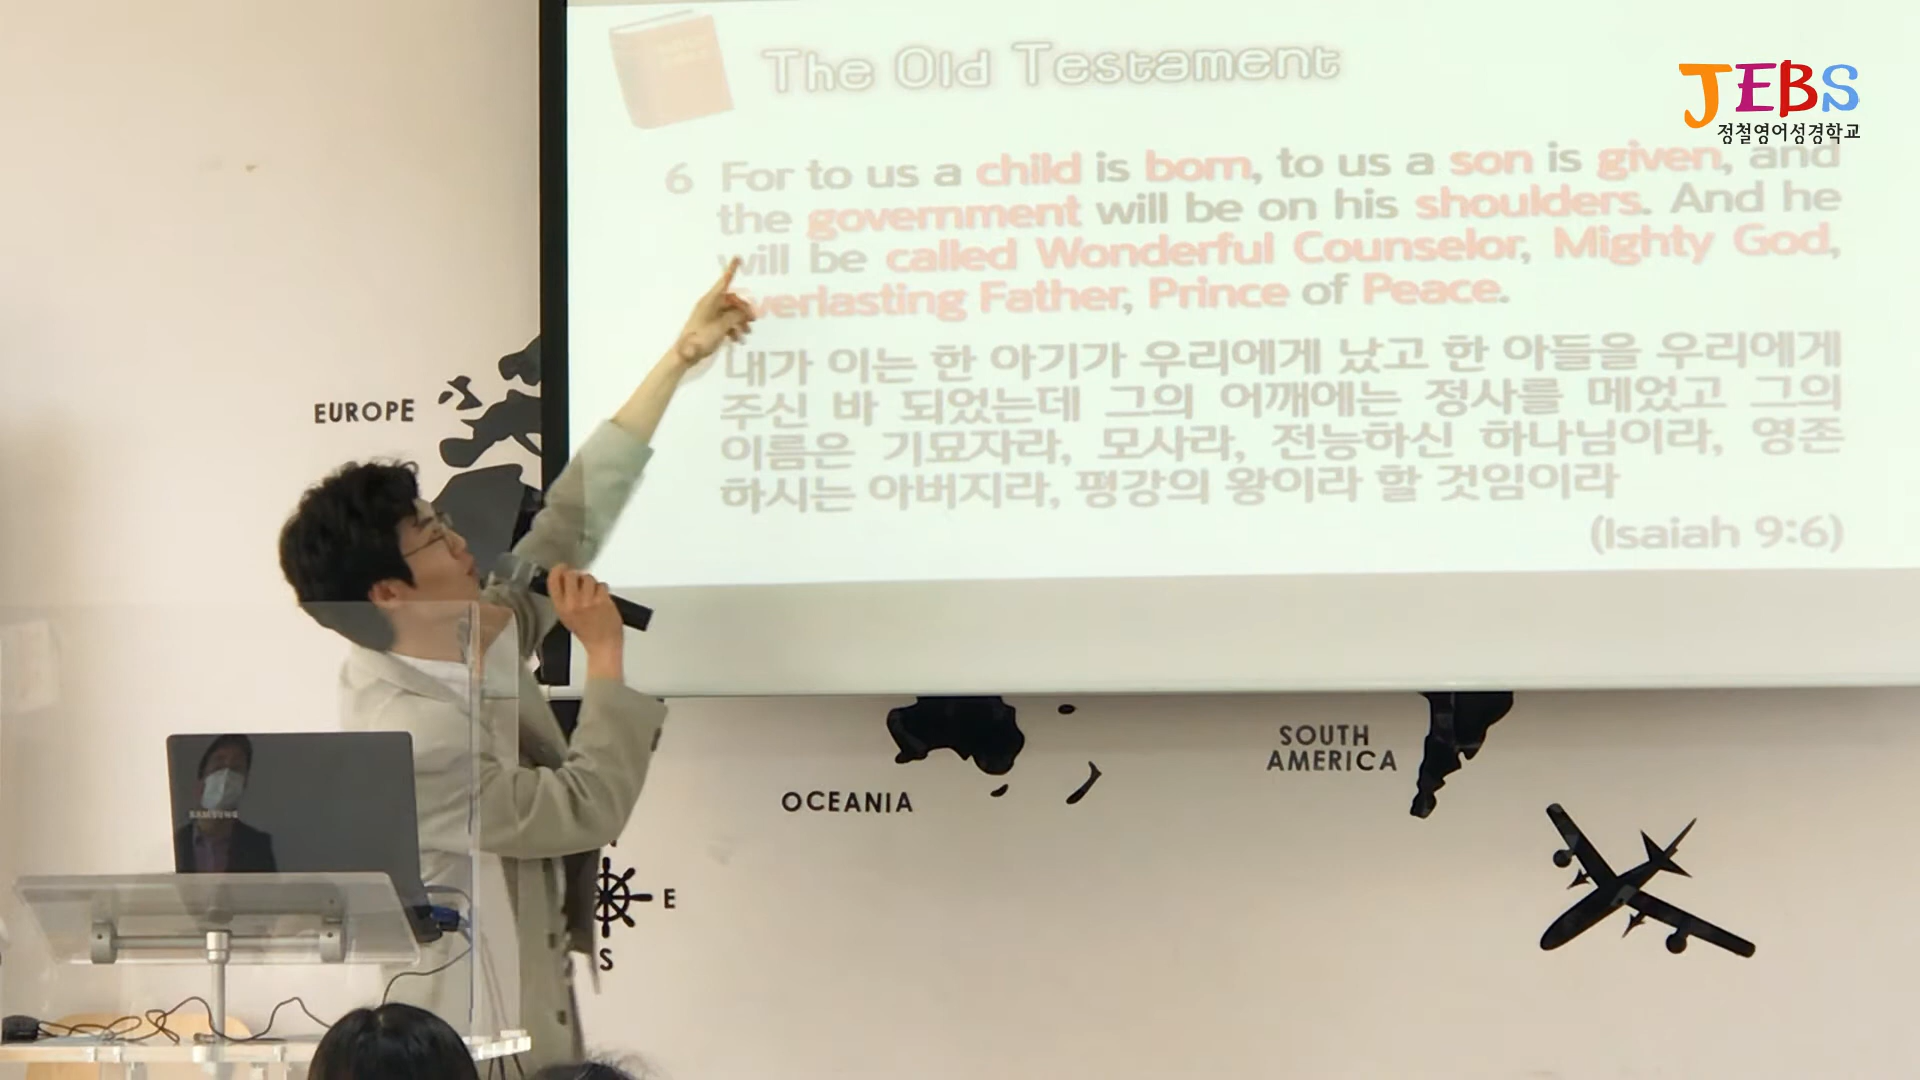 The Old Testament
JEBS
정철영어성경학교
6 For to us a child is born, to us a son is given, and
the government will be on his shoulders. And he
will be called Wonderful Counselor, Mighty God,
Everlasting Father, Prince of Peace.
내가 이는 한 아기가 우리에게 났고 한 아들을 우리에게
주신 바 되었는데 그의 어깨에는 정사를 메었고 그의
이름은 기묘자라, 모사라, 전능하신 하나님이라, 영존
하시는 아버지라, 평강의 왕이라 할 것임이라
(Isaiah 9:6)
EUROPE
OCEANIA
SOUTH
AMERICA
SAMSUNG
E
S